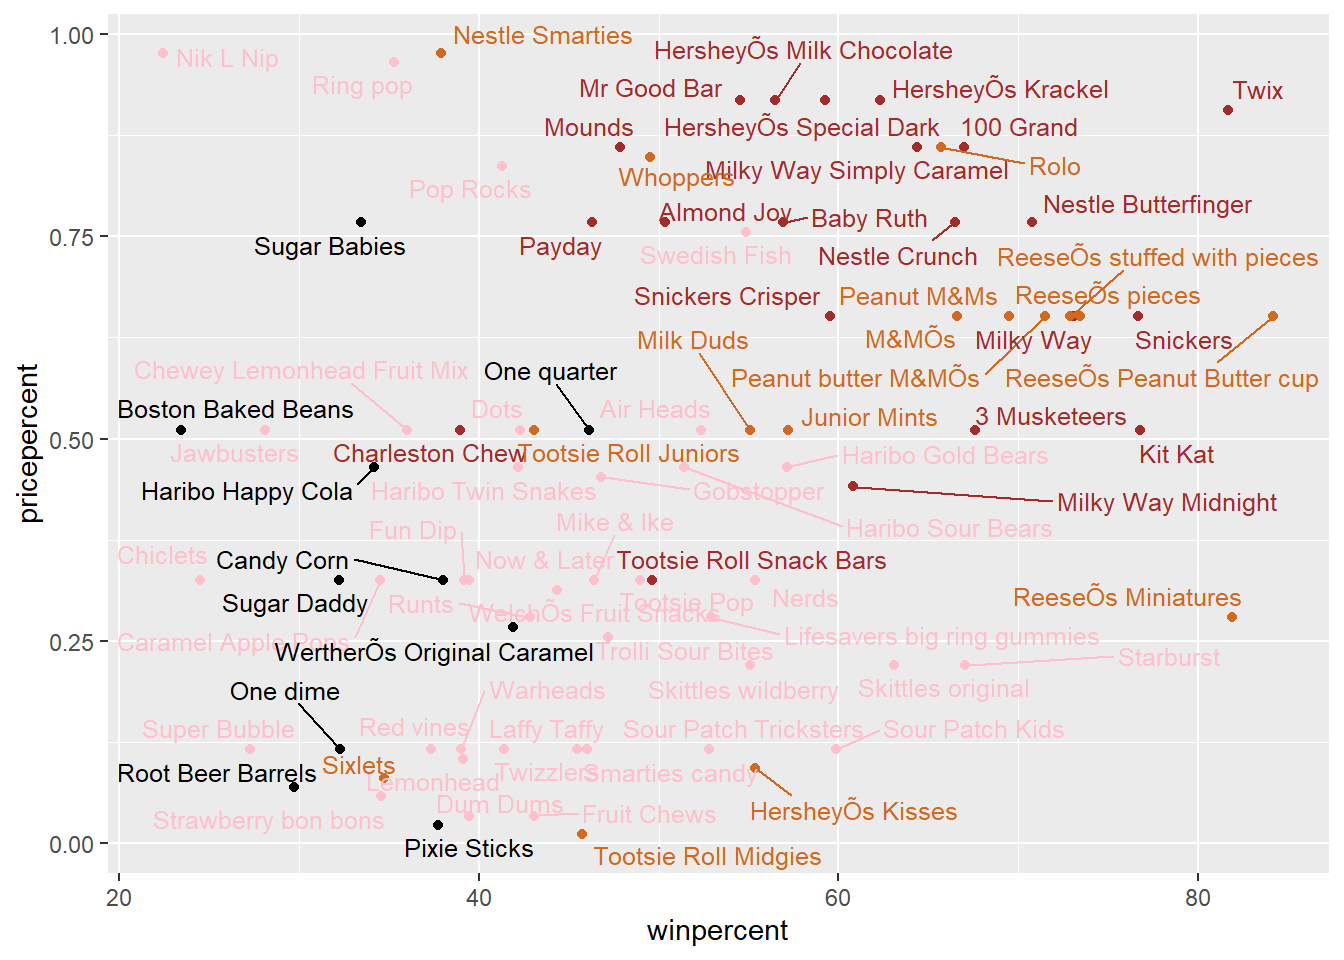 1.00
Nestle Smarties
HersheyÕs Milk Chocolate
Nik L Nip
Ring pop
Mr Good Bar
HersheyÕs Krackel
Twix
Mounds
HersheyÕs Special Dark
100 Grand
Whoppers
Milky Way Simply Caramel
Rolo
Pop Rocks
Almond Joy
Baby Ruth
Nestle Butterfinger
0.75
Sugar Babies
Payday
Swedish Fish
Nestle Crunch
ReeseÕs stuffed with pieces
Snickers Crisper
Peanut M&Ms
ReeseÕs pieces
Milk Duds
M&MÕs
Milky Way
Snickers
Chewey Lemonhead Fruit Mix
One quarter
Peanut butter M&MÕs
ReeseÕs Peanut Butter cup
Boston Baked Beans
Dots
Air Heads
Junior Mints
3 Musketeers
0.50
Jawbusters
Charleston Chew
Tootsie Roll Juniors
Haribo Gold Bears
Kit Kat
Haribo Happy Cola
Haribo Twin Snakes
Gobstopper
Milky Way Midnight
Fun Dip
Mike & Ike
Haribo Sour Bears
Chiclets
Candy Corn
Now & Later
Tootsie Roll Snack Bars
Sugar Daddy
Runts
WelchÕs Fruit Snacks
Tootsie Pop
Nerds
ReeseÕs Miniatures
0.25
Caramel Apple Pops
WertherÕs Original Caramel
Trolli Sour Bites
Lifesavers big ring gummies
Starburst
One dime
Warheads
Skittles wildberry
Skittles original
Super Bubble
Red vines
Laffy Taffy
Sour Patch Tricksters
Sour Patch Kids
Root Beer Barrels
Sixlets
Lemonhead
Twizzlers
Smarties candy
Strawberry bon bons
Dum Dums
Fruit Chews
HersheyÕs Kisses
0.00
Pixie Sticks
Tootsie Roll Midgies
20
40
60
80
winpercent
pricepercent